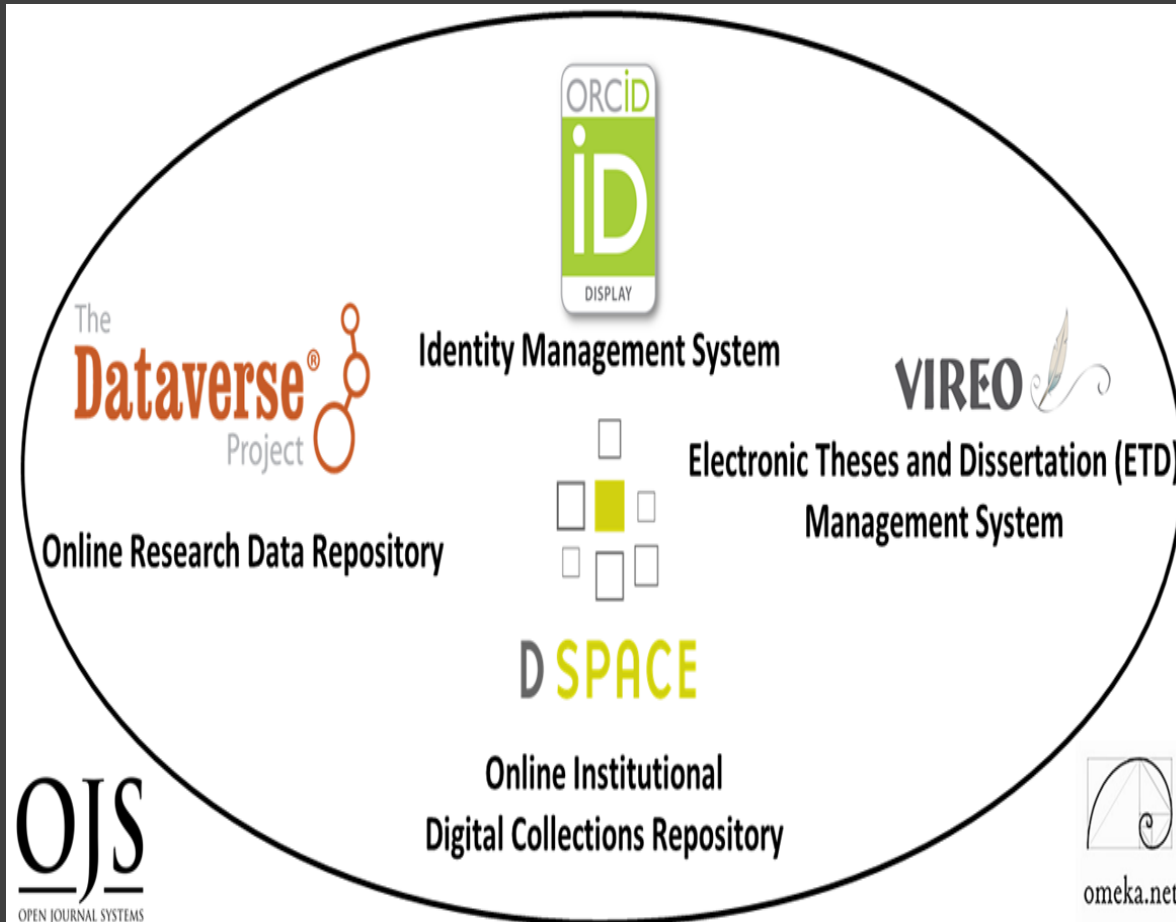 ORCiD
iD
DISPLAY
Identity Management System
The
Dataverse®
Project
Online Research Data Repository
VIREO
Electronic Theses and Dissertation (ETD)
Management System
D SPACE
Online Institutional
Digital Collections Repository
OJS
OPEN JOURNAL SYSTEMS
omeka.net